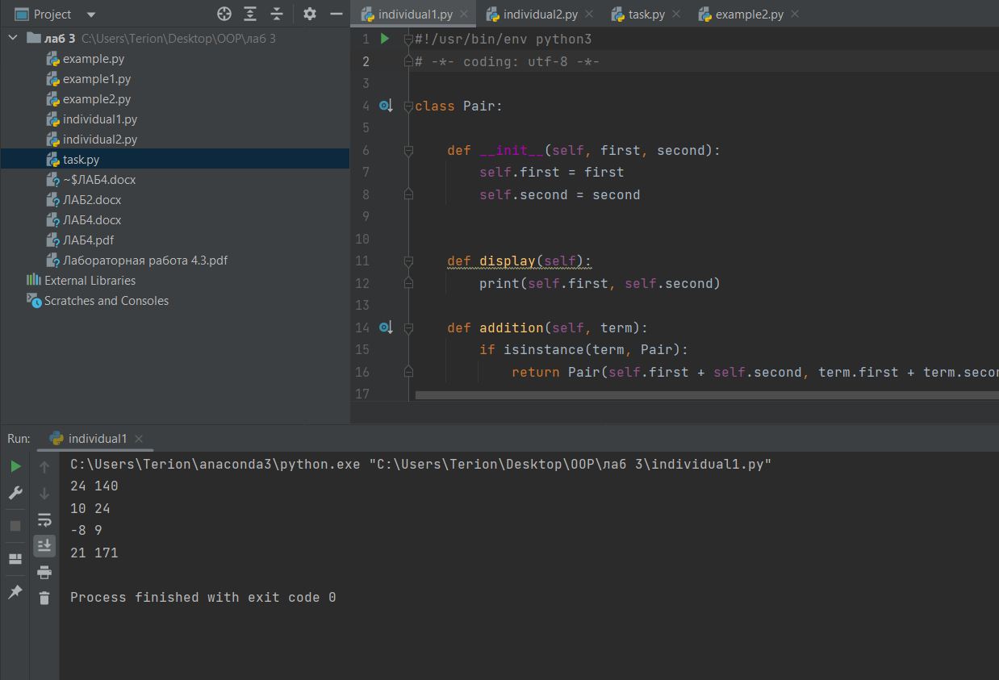 Project
individual1.py individual2.py task.py example2.py
лаб 3 C:\Users\Terion\Desktop\OOP\лаб 3
example.py
example1.py
example2.py
individual1.py
individual2.py
task.py
~$ЛАБ4.docx
ЛАБ2.docx
ЛАБ4.docx
ЛАБ4.pdf
Лабораторная работа 4.3.pdf
External Libraries
Scratches and Consoles
1 #!/usr/bin/env python3
2 # -*- coding: utf-8 -*-
3
4 class Pair:
5
6 def __init__(self, first, second):
7 self.first = first
8 self.second = second
9
10
11 def display(self):
12 print(self.first, self.second)
13
14 def addition(self, term):
15 if isinstance(term, Pair):
16 return Pair(self.first + self.second, term.first + term.secon
17
Run: individual1
C:\Users\Terion\anaconda3\python.exe "C:\Users\Terion\Desktop\OOP\лаб 3\individual1.py"
24 140
10 24
-8 9
21 171
Process finished with exit code 0